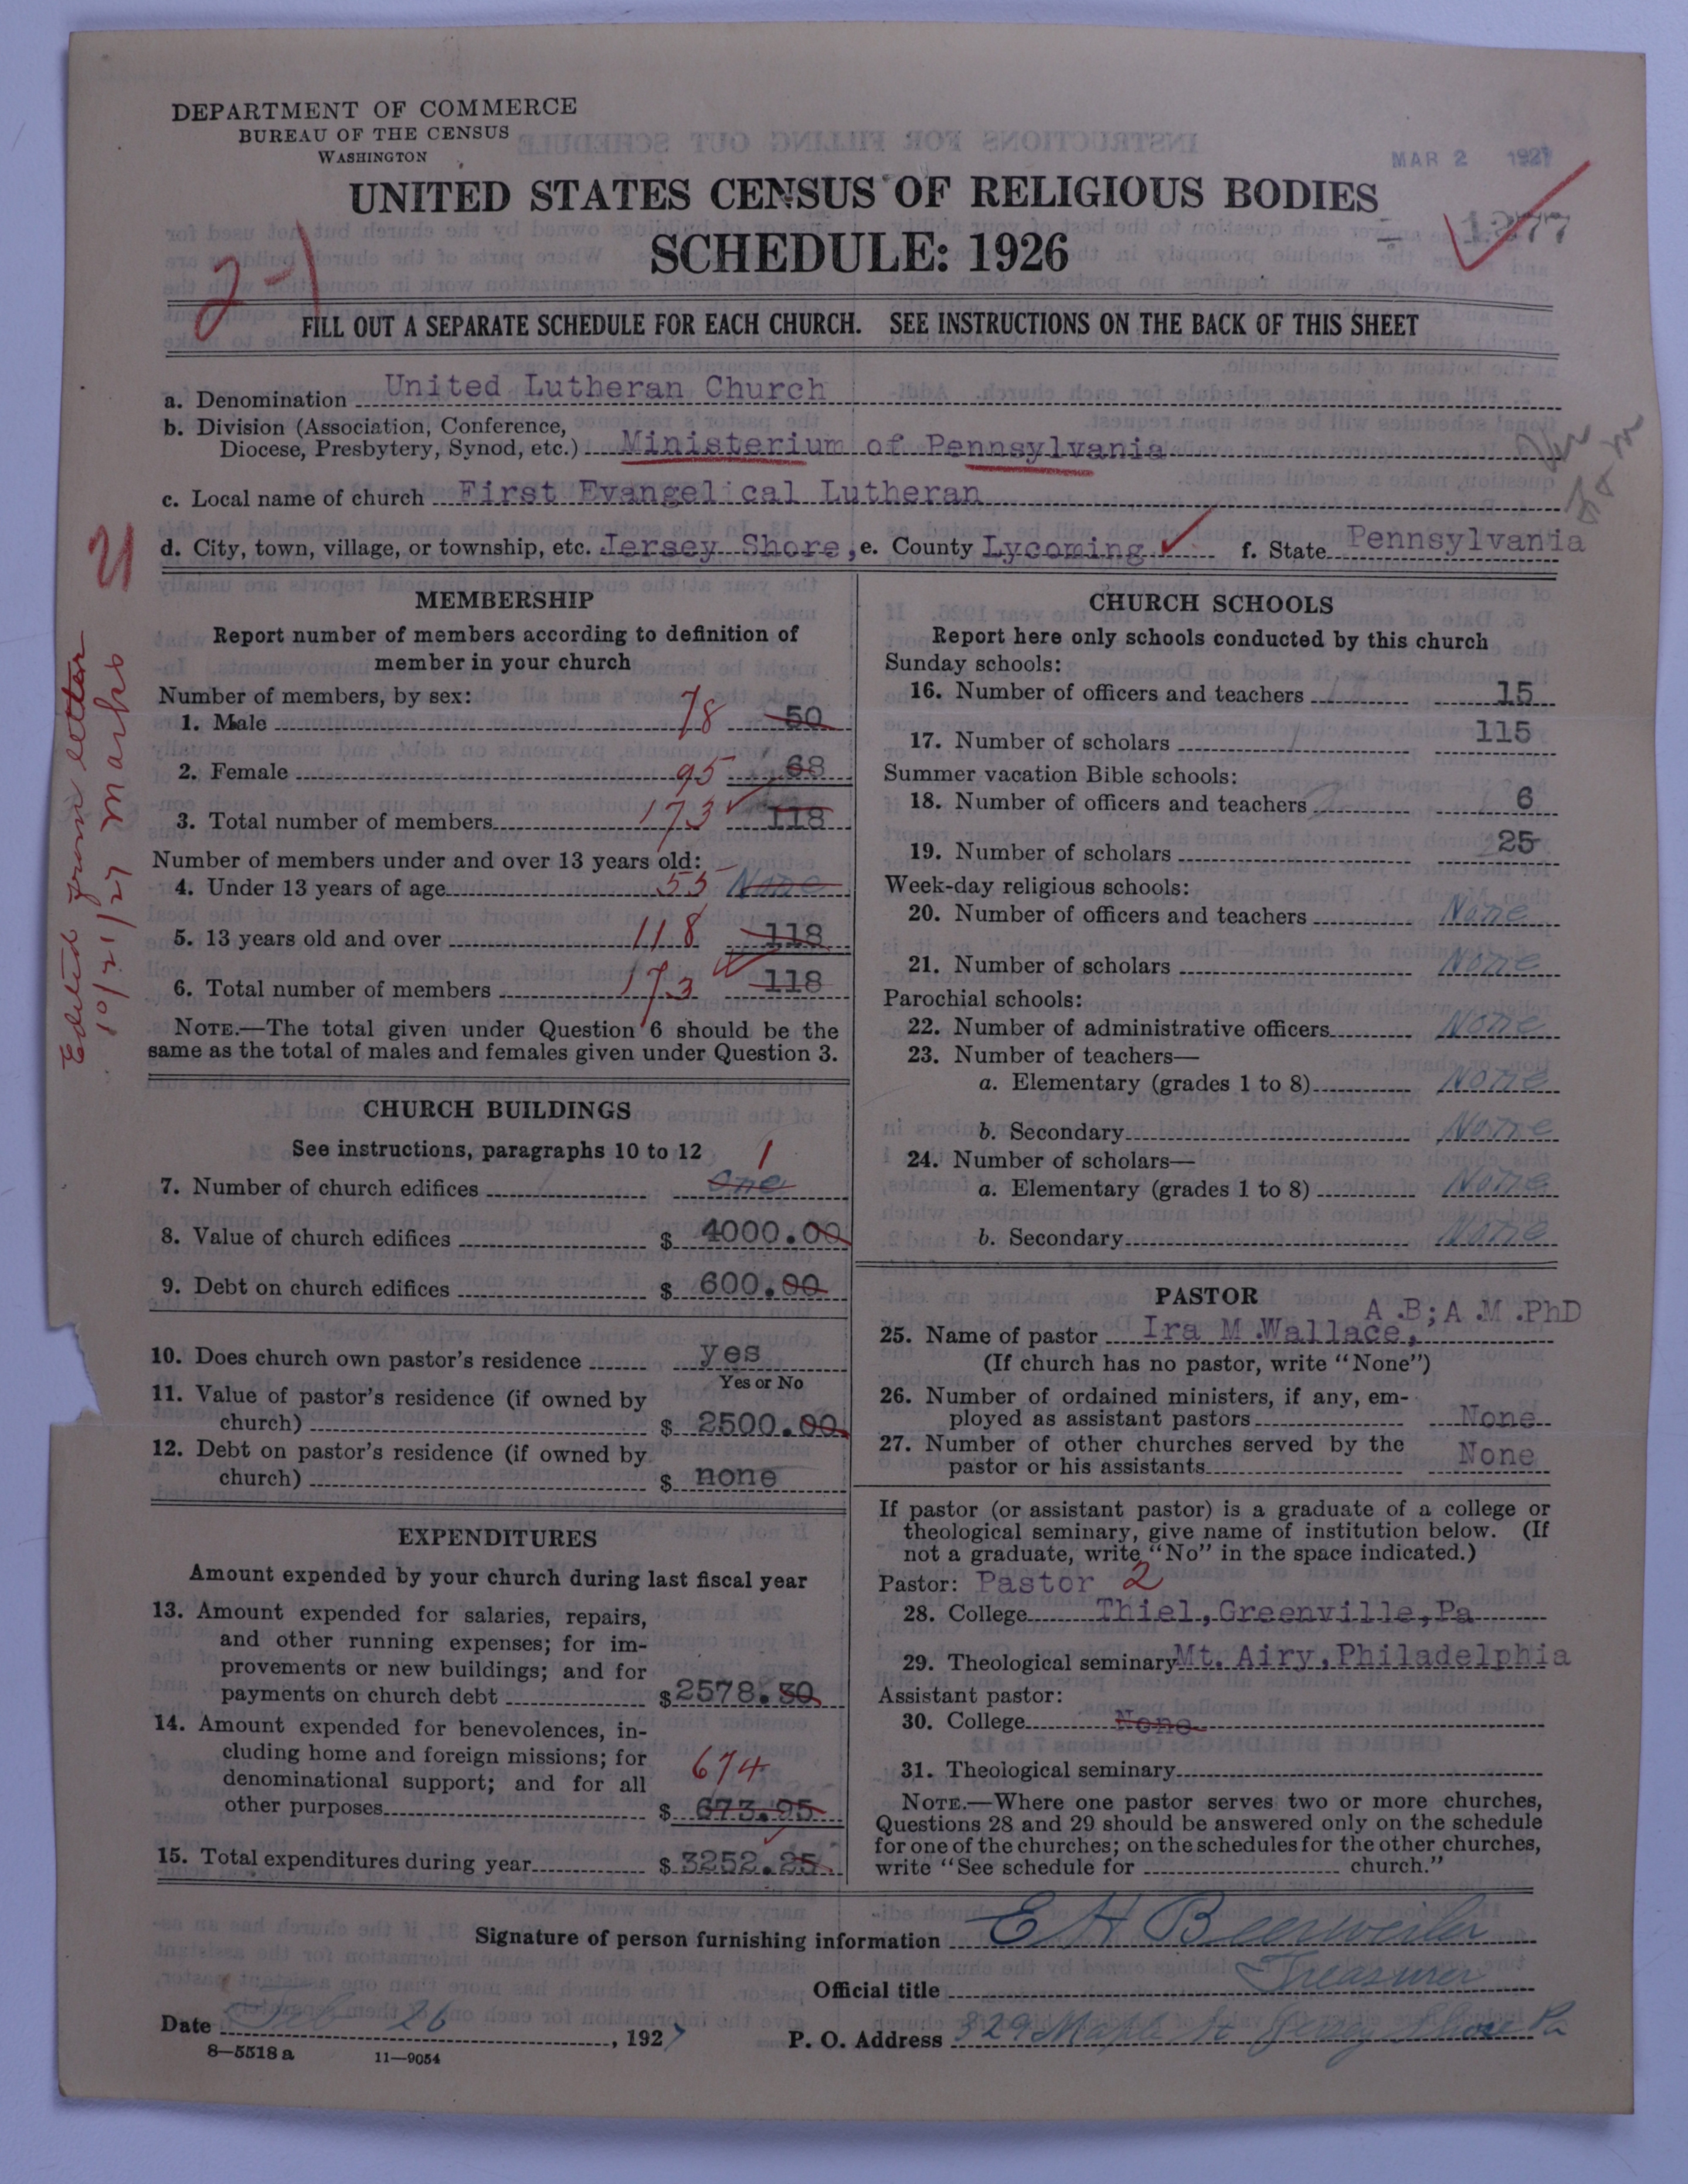 DEPARTMENT OF COMMERCE
BUREAU OF THE CENSUS
WASHINGTON
MAR 2 1927
UNITED STATES CENSUS OF RELIGIOUS BODIES
SCHEDULE: 1926
1277
2-1
FILL OUT A SEPARATE SCHEDULE FOR EACH CHURCH. SEE INSTRUCTIONS ON THE BACK OF THIS SHEET
a. Denomination United Lutheran Church
b. Division (Association, Conference,
Diocese, Presbytery, Synod, etc.) Ministerium of Pennsylvania
c. Local name of church First Evangelical Lutheran
d. City, town, village, or township, etc. Jersey Shore, e. County Lycoming f. State Pennsylvania
Edited from letter
10/21/27 Marks
MEMBERSHIP
Report number of members according to definition of
member in your church
Number of members, by sex:
1. Male 78 50
2. Female 95 68
3. Total number of members 173 118
Number of members under and over 13 years old:
4. Under 13 years of age 55 None
5. 13 years old and over 118 118
6. Total number of members 173 118
NOTE.—The total given under Question 6 should be the
same as the total of males and females given under Question 3.
CHURCH BUILDINGS
See instructions, paragraphs 10 to 12
1
7. Number of church edifices One
8. Value of church edifices $ 4000.00
9. Debt on church edifices $ 600.00
10. Does church own pastor's residence yes
Yes or No
11. Value of pastor's residence (if owned by
church) $ 2500.00
12. Debt on pastor's residence (if owned by
church) $ none
EXPENDITURES
Amount expended by your church during last fiscal year
13. Amount expended for salaries, repairs,
and other running expenses; for im-
provements or new buildings; and for
payments on church debt $ 2578.30
14. Amount expended for benevolences, in-
cluding home and foreign missions; for
denominational support; and for all 674
other purposes $ 673.95
15. Total expenditures during year $ 3252.25
CHURCH SCHOOLS
Report here only schools conducted by this church
Sunday schools:
16. Number of officers and teachers 15
17. Number of scholars 115
Summer vacation Bible schools:
18. Number of officers and teachers 6
19. Number of scholars 25
Week-day religious schools:
20. Number of officers and teachers None
21. Number of scholars None
Parochial schools:
22. Number of administrative officers None
23. Number of teachers—
a. Elementary (grades 1 to 8) None
b. Secondary None
24. Number of scholars—
a. Elementary (grades 1 to 8) None
b. Secondary None
PASTOR
A.B;A.M.PhD
25. Name of pastor Ira M.Wallace,
(If church has no pastor, write "None")
26. Number of ordained ministers, if any, em-
ployed as assistant pastors None
27. Number of other churches served by the
pastor or his assistants None
If pastor (or assistant pastor) is a graduate of a college or
theological seminary, give name of institution below. (If
not a graduate, write "No" in the space indicated.)
Pastor: Pastor 2
28. College Thiel, Greenville, Pa
29. Theological seminary Mt. Airy, Philadelphia
Assistant pastor:
30. College None
31. Theological seminary
NOTE.—Where one pastor serves two or more churches,
Questions 28 and 29 should be answered only on the schedule
for one of the churches; on the schedules for the other churches,
write "See schedule for church."
Signature of person furnishing information E H Beerweiler
Official title Treasurer
Date Feb 26, 1927 P. O. Address 329 Maple St Jersey Shore Pa
8—5518 a 11—9054